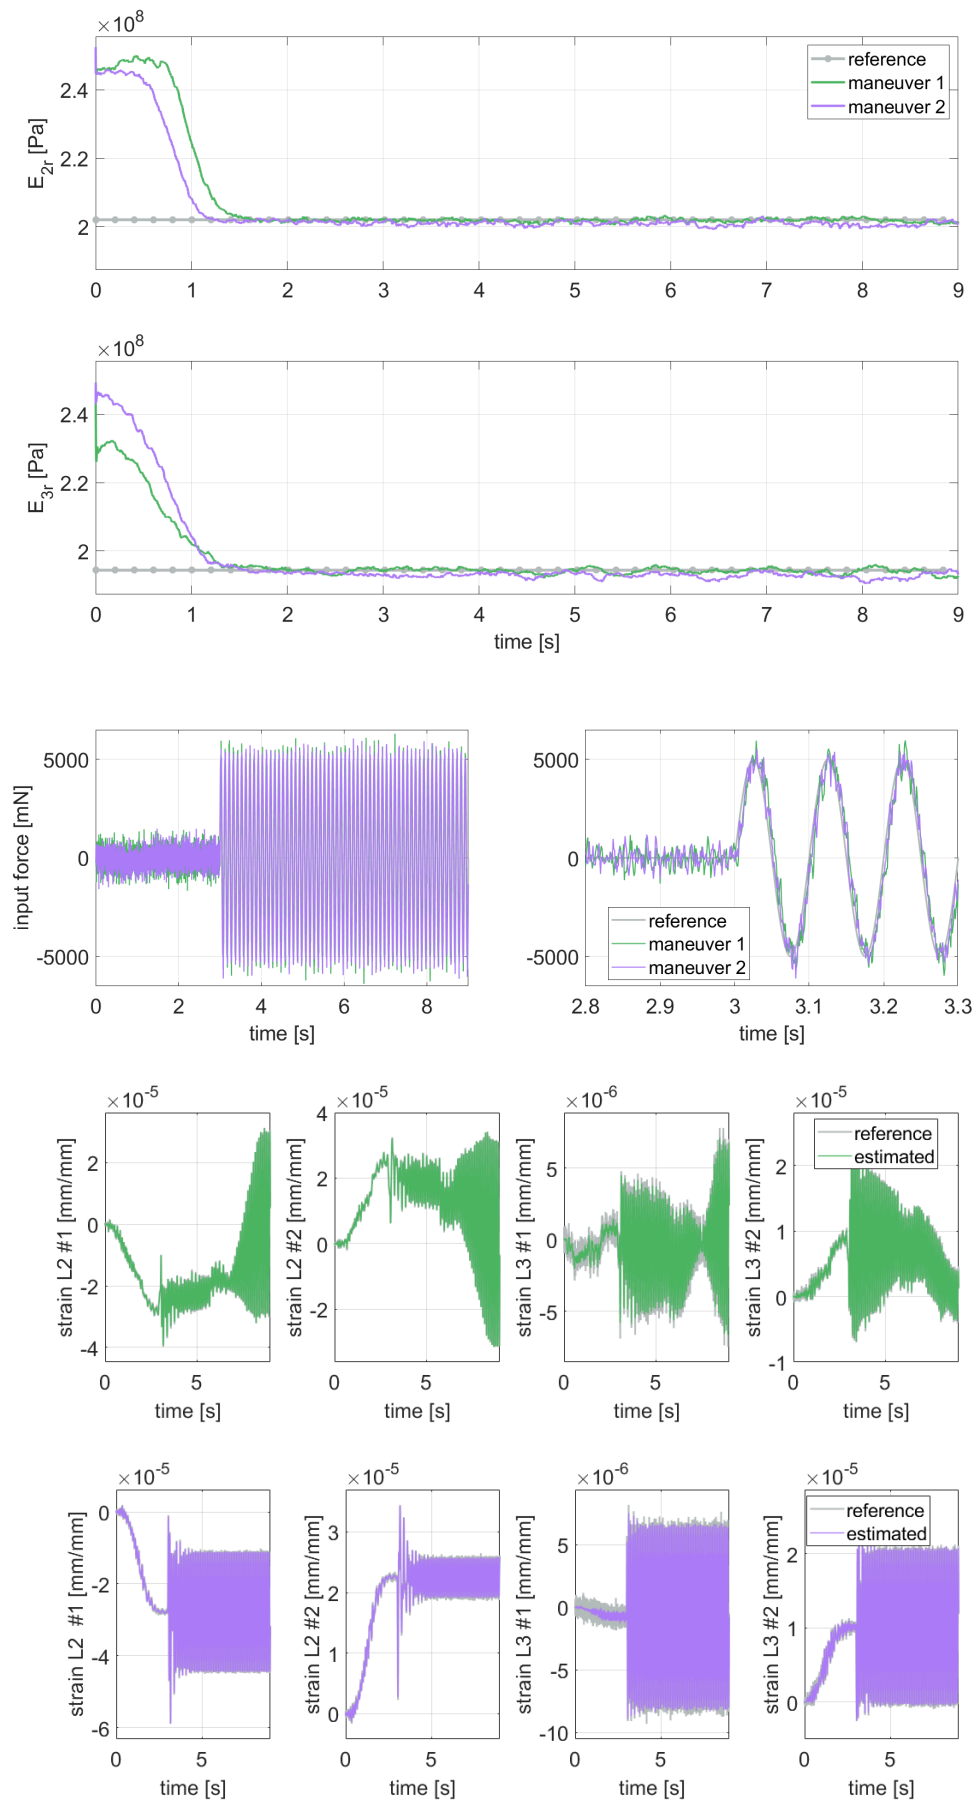 ×10^8
E_2r [Pa]
2.4
2.2
2
reference
maneuver 1
maneuver 2
0 1 2 3 4 5 6 7 8 9
×10^8
E_3r [Pa]
2.4
2.2
2
0 1 2 3 4 5 6 7 8 9
time [s]
input force [mN]
5000
0
-5000
0 2 4 6 8
time [s]
5000
0
-5000
reference
maneuver 1
maneuver 2
2.8 2.9 3 3.1 3.2 3.3
time [s]
×10^-5
strain L2 #1 [mm/mm]
2
0
-2
-4
0 5
time [s]
×10^-5
strain L2 #2 [mm/mm]
4
2
0
-2
0 5
time [s]
×10^-6
strain L3 #1 [mm/mm]
5
0
-5
0 5
time [s]
×10^-5
strain L3 #2 [mm/mm]
reference
estimated
2
1
0
-1
0 5
time [s]
×10^-5
strain L2 #1 [mm/mm]
0
-2
-4
-6
0 5
time [s]
×10^-5
strain L2 #2 [mm/mm]
3
2
1
0
0 5
time [s]
×10^-6
strain L3 #1 [mm/mm]
5
0
-5
-10
0 5
time [s]
×10^-5
strain L3 #2 [mm/mm]
reference
estimated
2
1
0
0 5
time [s]